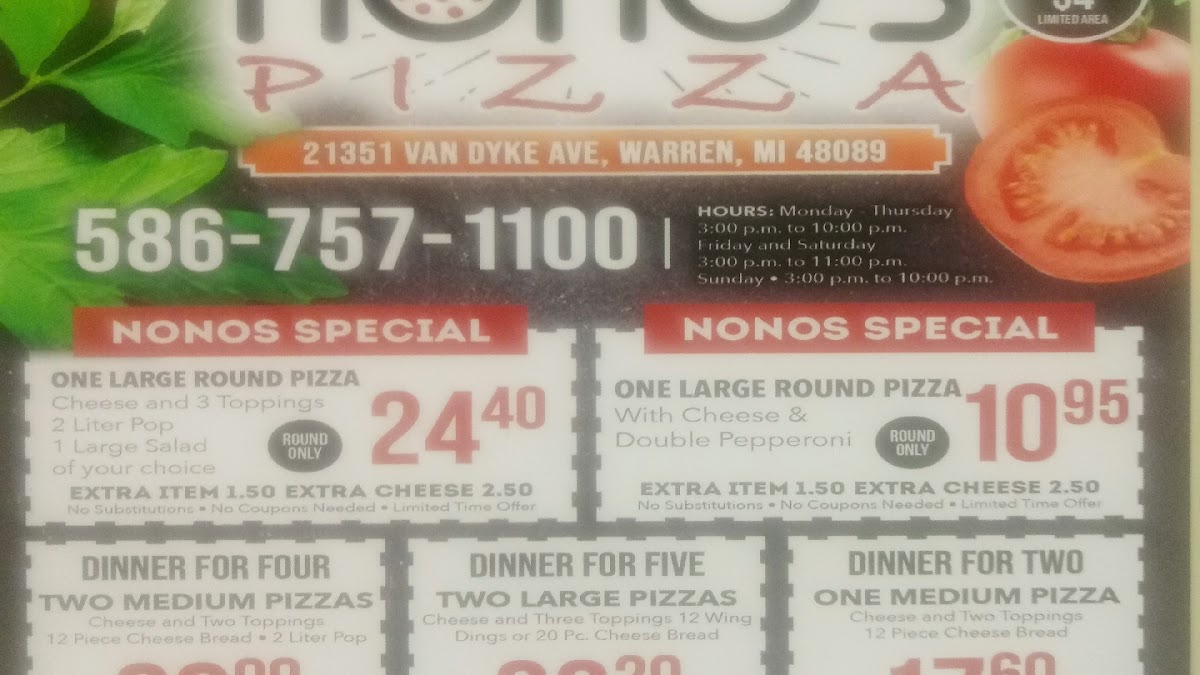 nono's
LIMITED AREA
PIZZA
21351 VAN DYKE AVE, WARREN, MI 48089
586-757-1100
HOURS: Monday - Thursday
3:00 p.m. to 10:00 p.m.
Friday and Saturday
3:00 p.m. to 11:00 p.m.
Sunday • 3:00 p.m. to 10:00 p.m.
NONOS SPECIAL
ONE LARGE ROUND PIZZA
Cheese and 3 Toppings
2 Liter Pop
1 Large Salad
of your choice
ROUND
ONLY
24 40
EXTRA ITEM 1.50 EXTRA CHEESE 2.50
No Substitutions • No Coupons Needed • Limited Time Offer
NONOS SPECIAL
ONE LARGE ROUND PIZZA
With Cheese &
Double Pepperoni
ROUND
ONLY
10 95
EXTRA ITEM 1.50 EXTRA CHEESE 2.50
No Substitutions • No Coupons Needed • Limited Time Offer
DINNER FOR FOUR
TWO MEDIUM PIZZAS
Cheese and Two Toppings
12 Piece Cheese Bread • 2 Liter Pop
DINNER FOR FIVE
TWO LARGE PIZZAS
Cheese and Three Toppings 12 Wing
Dings or 20 Pc. Cheese Bread
DINNER FOR TWO
ONE MEDIUM PIZZA
Cheese and Two Toppings
12 Piece Cheese Bread
17 60